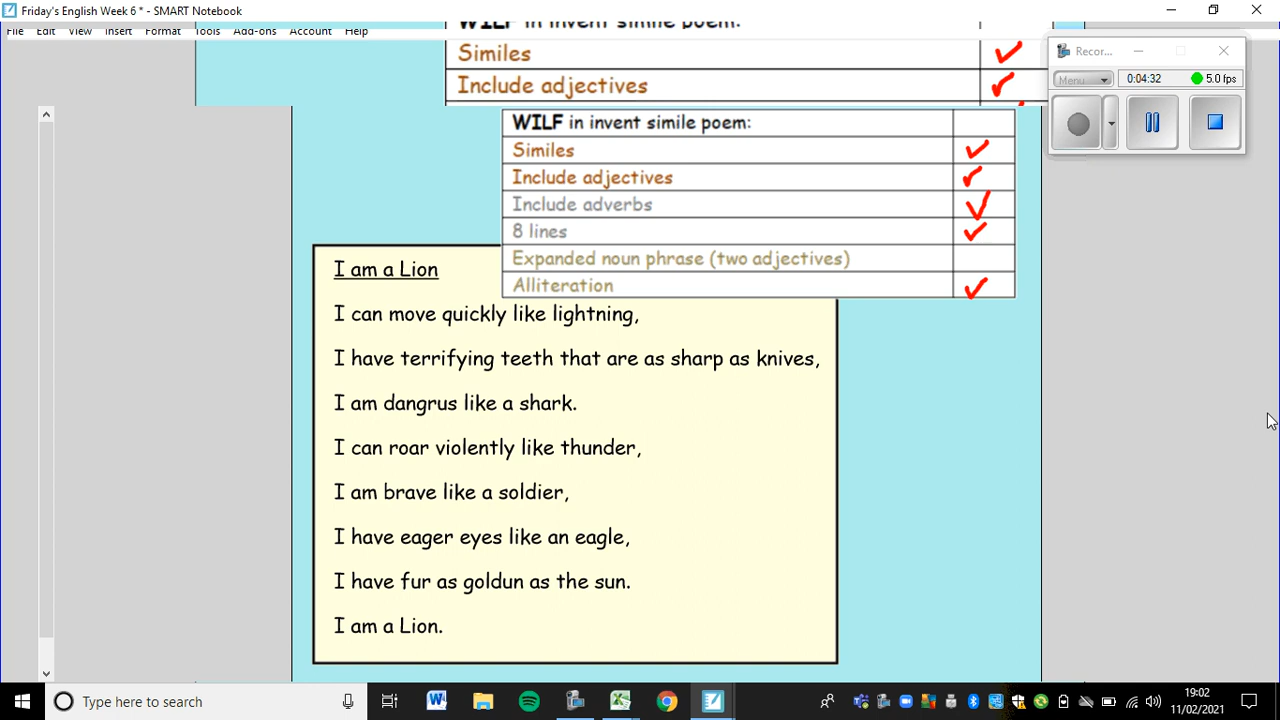 Friday's English Week 6 * - SMART Notebook
File Edit View Insert Format Tools Add-ons Account Help
WILF in invent simile poem:
Similes
Include adjectives
Recor...
Menu
0:04:32
5.0 fps
WILF in invent simile poem:
Similes
Include adjectives
Include adverbs
8 lines
Expanded noun phrase (two adjectives)
Alliteration
I am a Lion
I can move quickly like lightning,
I have terrifying teeth that are as sharp as knives,
I am dangrus like a shark.
I can roar violently like thunder,
I am brave like a soldier,
I have eager eyes like an eagle,
I have fur as goldun as the sun.
I am a Lion.
Type here to search
19:02
11/02/2021